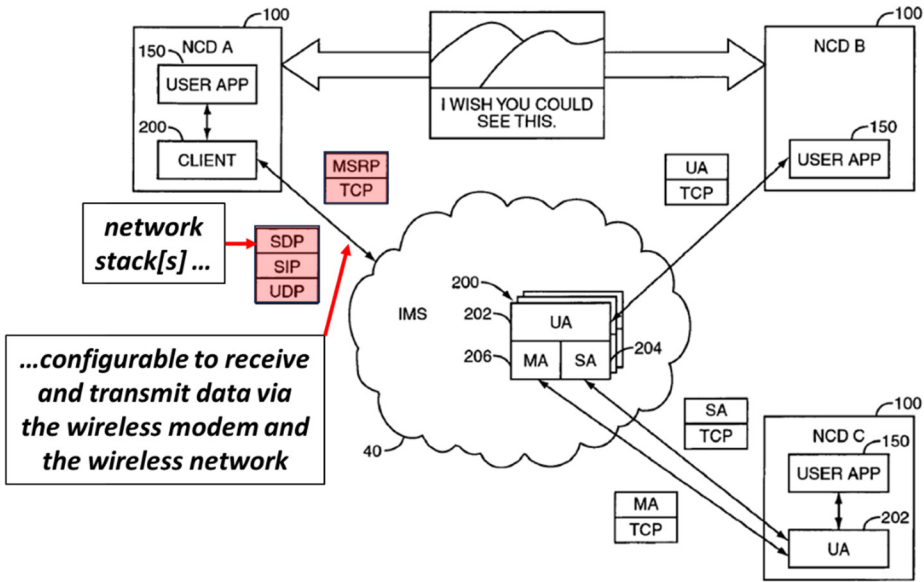 100
NCD A
150
USER APP
200
CLIENT
I WISH YOU COULD
SEE THIS.
100
NCD B
150
USER APP
MSRP
TCP
UA
TCP
network
stack[s] ...
SDP
SIP
UDP
IMS
200
202
UA
206
MA
SA
204
...configurable to receive
and transmit data via
the wireless modem and
the wireless network
40
SA
TCP
MA
TCP
100
NCD C
150
USER APP
202
UA